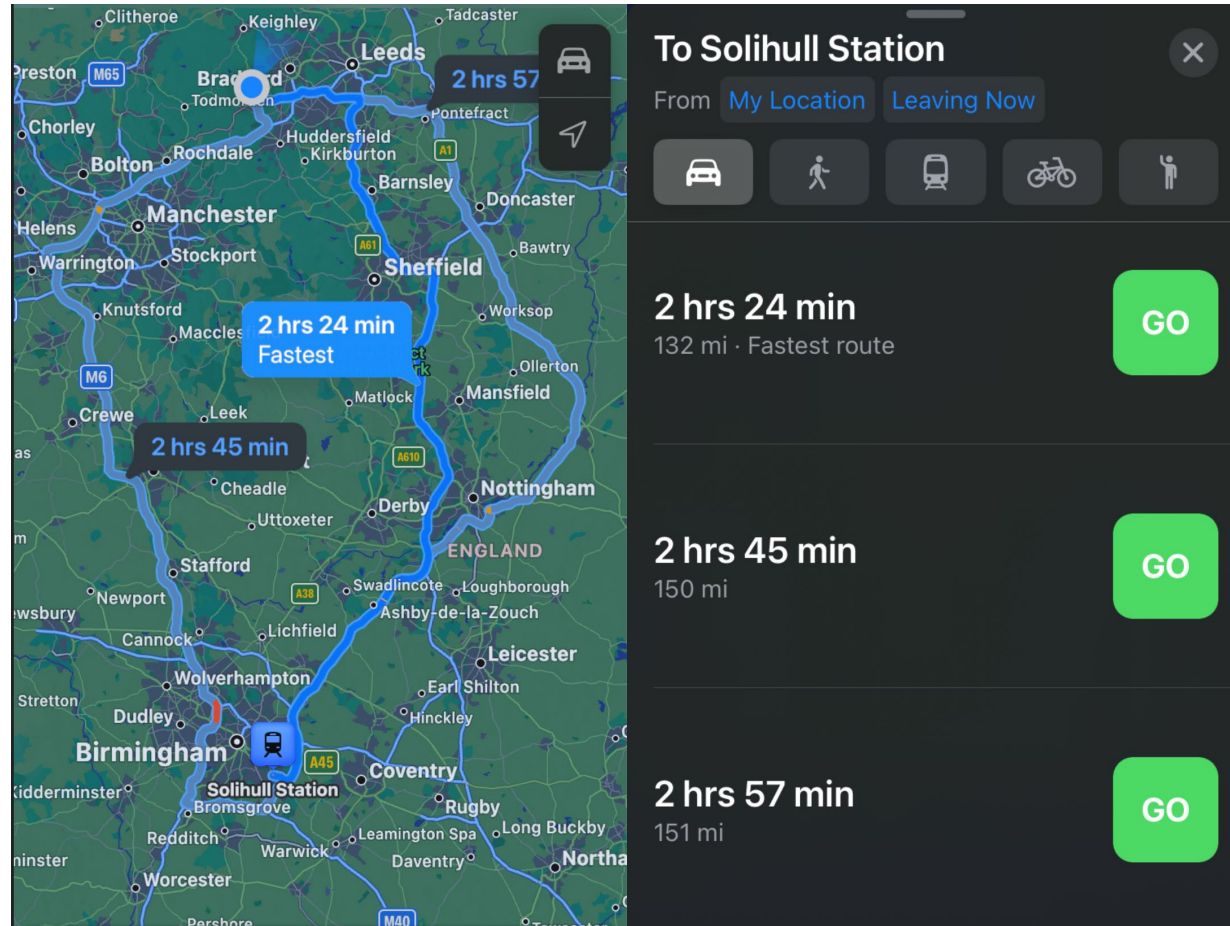 Clitheroe
Keighley
Tadcaster
Preston
M65
Leeds
2 hrs 57
Todmorden
Pontefract
Chorley
Huddersfield
A1
Rochdale
Kirkburton
Bolton
Barnsley
Manchester
Doncaster
Helens
A61
Stockport
Bawtry
Warrington
Sheffield
Knutsford
Worksop
2 hrs 24 min
Fastest
Ollerton
M6
Mansfield
Matlock
Crewe
Leek
2 hrs 45 min
A610
Cheadle
Nottingham
Derby
Uttoxeter
ENGLAND
Stafford
Swadlincote
Loughborough
A38
Newport
Ashby-de-la-Zouch
Cannock
Lichfield
Leicester
Wolverhampton
Earl Shilton
Stretton
Dudley
Hinckley
Birmingham
A45
Coventry
Solihull Station
Kidderminster
Bromsgrove
Rugby
Redditch
Leamington Spa
Long Buckby
Warwick
Daventry
Worcester
M40
Pershore
To Solihull Station
From My Location Leaving Now
2 hrs 24 min
GO
132 mi · Fastest route
2 hrs 45 min
GO
150 mi
2 hrs 57 min
GO
151 mi